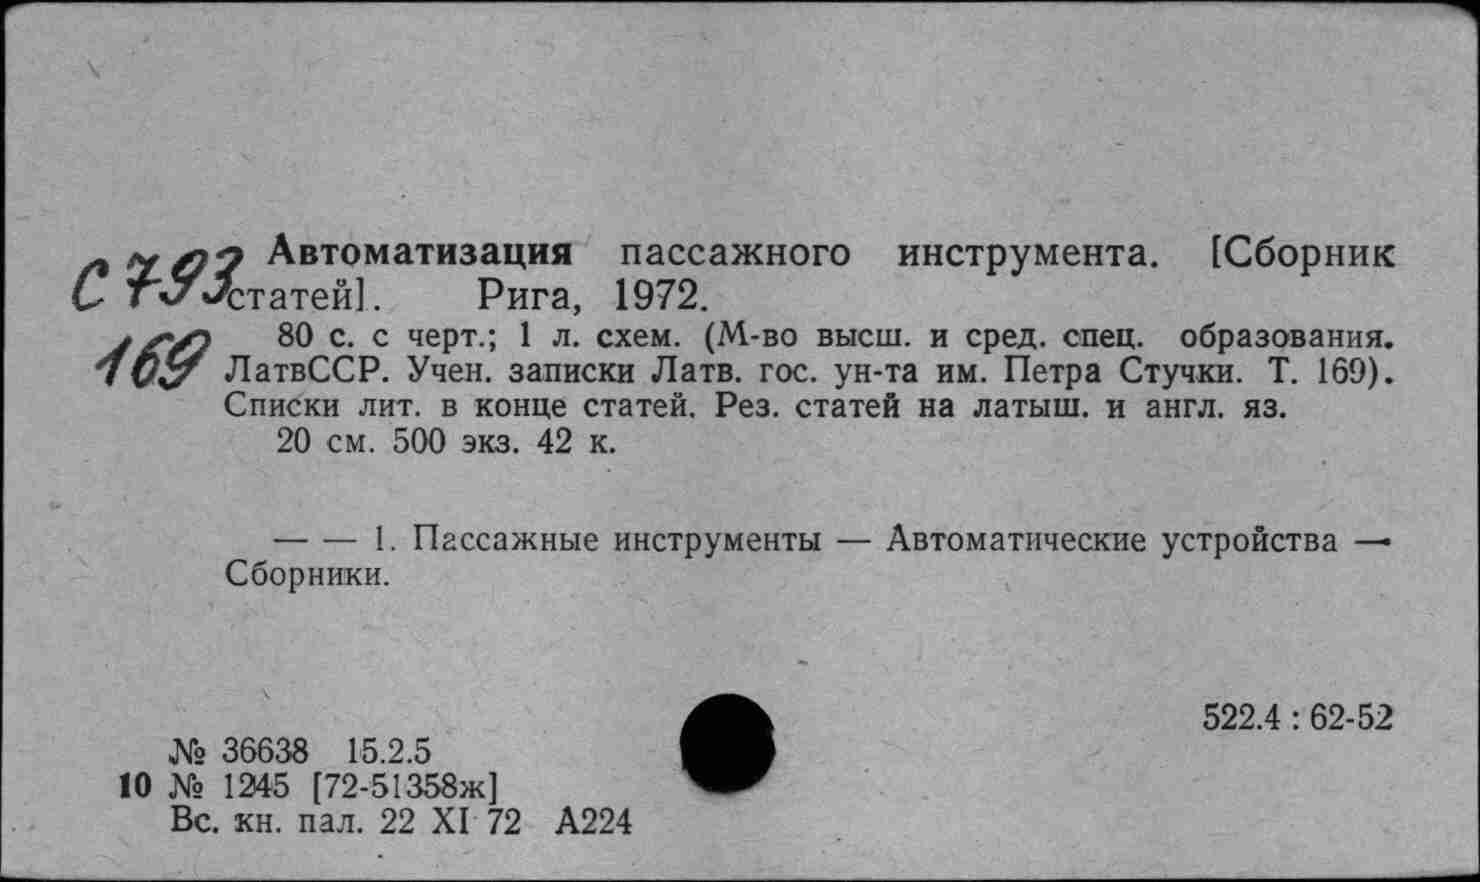 С793 Автоматизация пассажного инструмента. [Сборник
статей]. Рига, 1972.
169 80 с. с черт.; 1 л. схем. (М-во высш. и сред. спец. образования.
ЛатвССР. Учен. записки Латв. гос. ун-та им. Петра Стучки. Т. 169).
Списки лит. в конце статей. Рез. статей на латыш. и англ. яз.
20 см. 500 экз. 42 к.
— — 1. Пассажные инструменты — Автоматические устройства —
Сборники.
522.4 : 62-52
№ 36638 15.2.5
10 № 1245 [72-51358ж]
Вс. кн. пал. 22 XI 72 А224